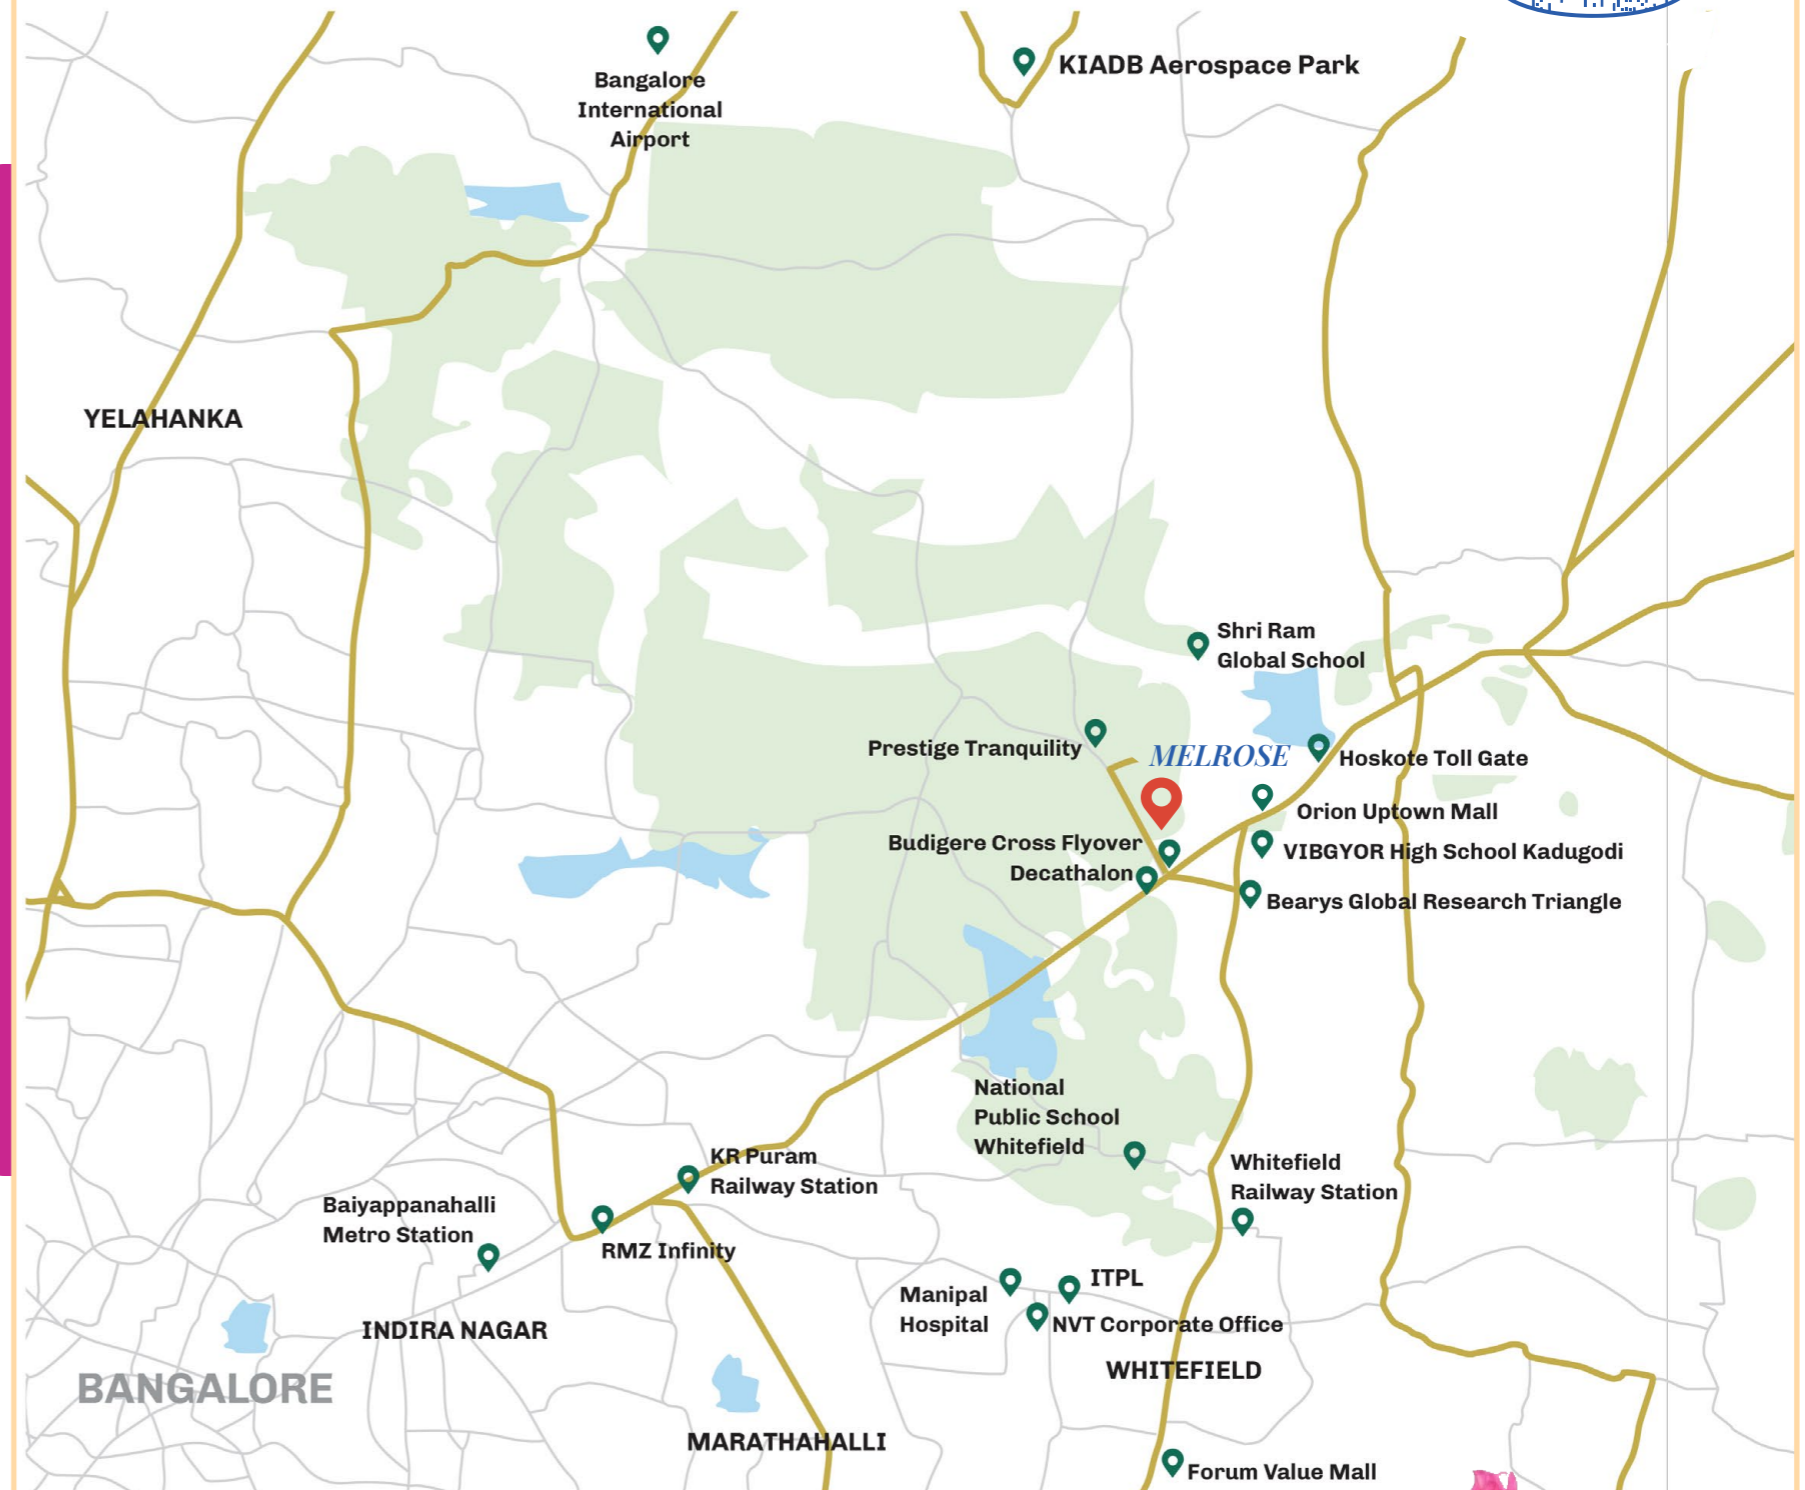 Bangalore
International
Airport
KIADB Aerospace Park
YELAHANKA
Shri Ram
Global School
Prestige Tranquility
MELROSE
Hoskote Toll Gate
Orion Uptown Mall
Budigere Cross Flyover
VIBGYOR High School Kadugodi
Decathalon
Bearys Global Research Triangle
National
Public School
Whitefield
KR Puram
Railway Station
Whitefield
Railway Station
Baiyappanahalli
Metro Station
RMZ Infinity
ITPL
Manipal
Hospital
NVT Corporate Office
INDIRA NAGAR
WHITEFIELD
BANGALORE
MARATHAHALLI
Forum Value Mall